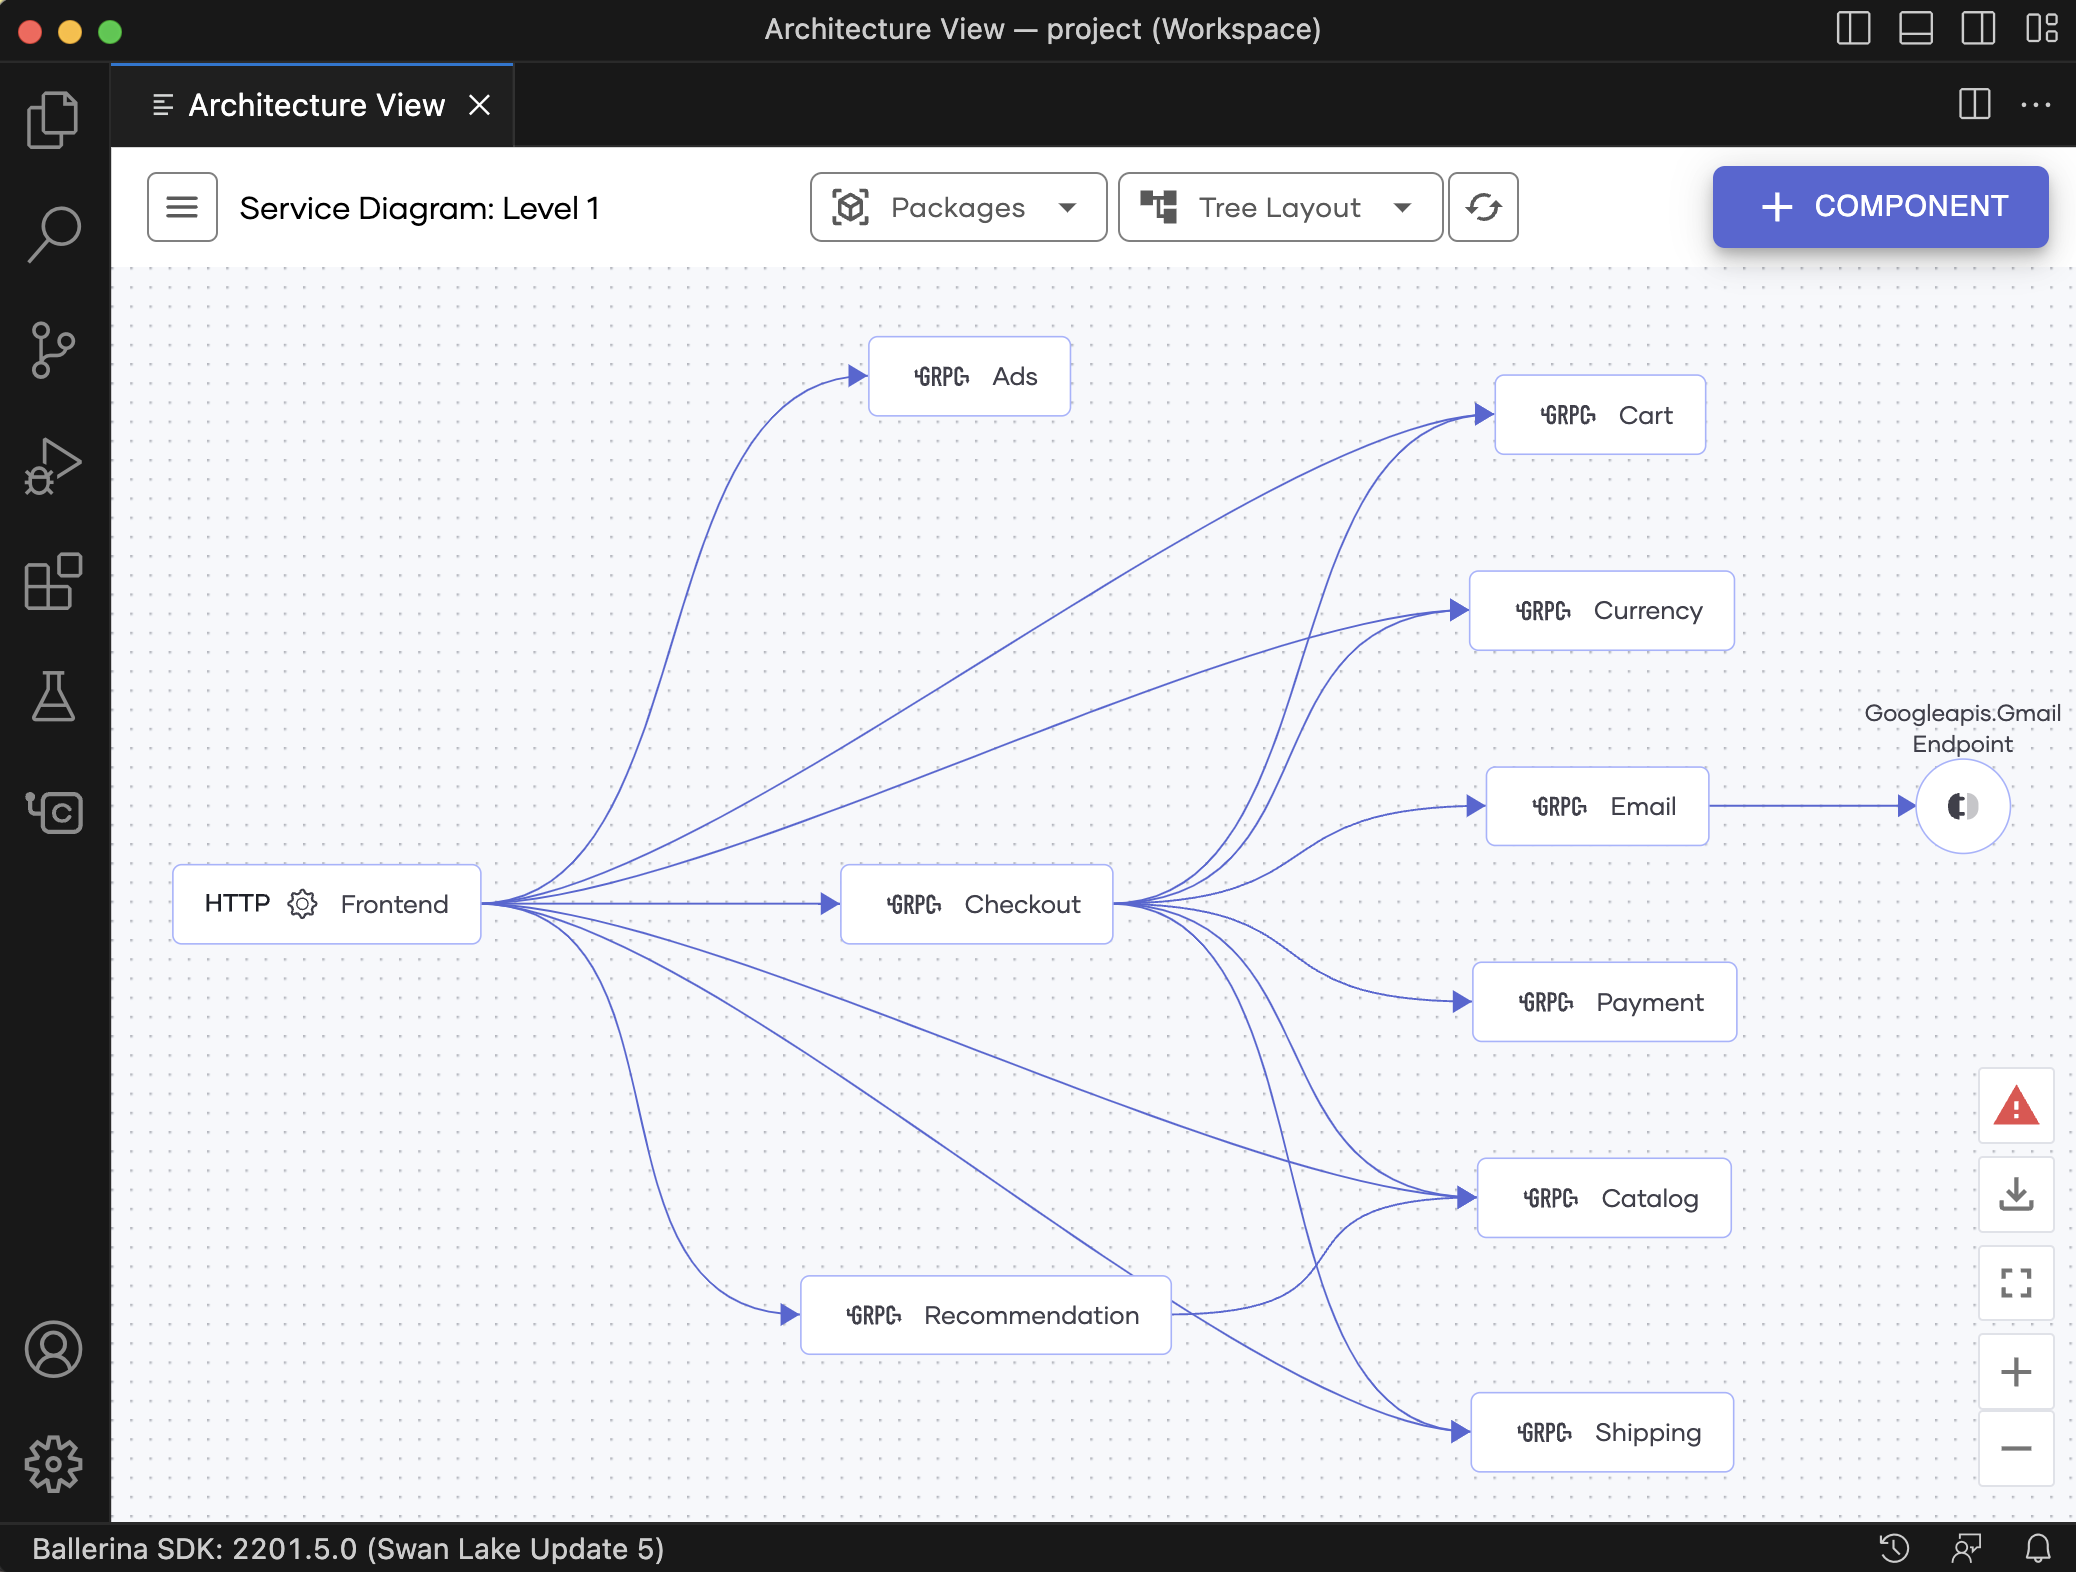 Architecture View — project (Workspace)
Architecture View
Service Diagram: Level 1
Packages
Tree Layout
COMPONENT
GRPC Ads
GRPC Cart
GRPC Currency
Googleapis.Gmail
Endpoint
GRPC Email
HTTP Frontend
GRPC Checkout
GRPC Payment
GRPC Catalog
GRPC Recommendation
GRPC Shipping
Ballerina SDK: 2201.5.0 (Swan Lake Update 5)